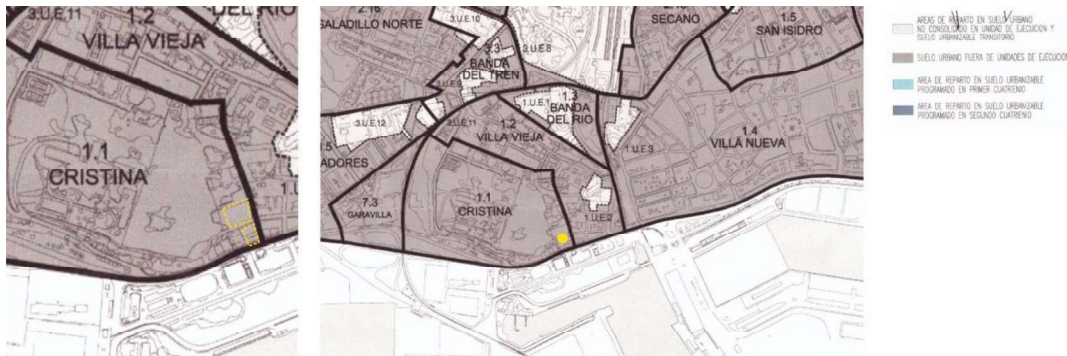 3.U.E.11
1.2
VILLA VIEJA
DEL RIO
1.1
CRISTINA
1.U
2.16
SALADILLO NORTE
3.U.E.10
3.3
BANDA
DEL TREN
3.U.E.8
SECANO
1.5
SAN ISIDRO
3.U.E.12
3.U.E.11
1.2
VILLA VIEJA
1.U.E.1
1.3
BANDA
DEL RIO
1.U.E.3
1.4
VILLA NUEVA
ADORES
7.3
GARAVILLA
1.1
CRISTINA
1.U.E.2
AREAS DE REPARTO EN SUELO URBANO
NO CONSOLIDADO EN UNIDAD DE EJECUCION Y
SUELO URBANIZABLE TRANSITORIO
SUELO URBANO FUERA DE UNIDADES DE EJECUCION
AREA DE REPARTO EN SUELO URBANIZABLE
PROGRAMADO EN PRIMER CUATRENIO
AREA DE REPARTO EN SUELO URBANIZABLE
PROGRAMADO EN SEGUNDO CUATRENIO